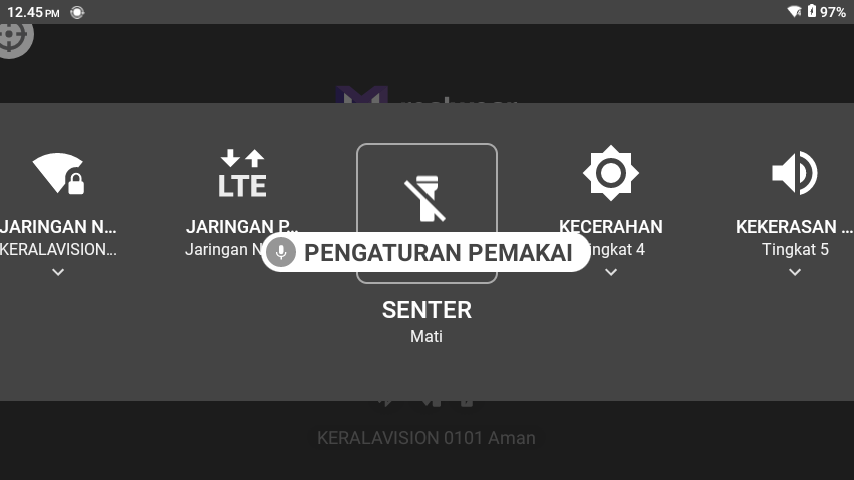 12.45 PM
97%
JARINGAN N...
KERALAVISION...
LTE
JARINGAN P...
Jaringan N
PENGATURAN PEMAKAI
SENTER
Mati
KECERAHAN
ingkat 4
KEKERASAN ...
Tingkat 5
KERALAVISION 0101 Aman